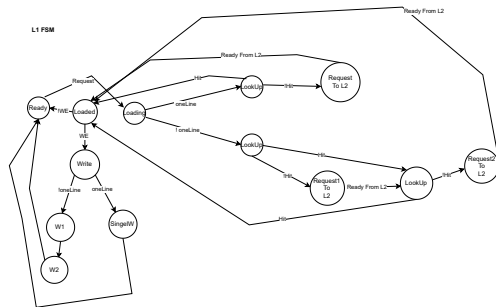 Ready From L2
L1 FSM
Ready From L2
Request
Hit
Request
To L2
LookUp
!Hit
Ready
!WE
Loaded
Loading
oneLine
WE
! oneLine
LookUp
Hit
Request2
To
L2
Write
!Hit
Request1
To
L2
Ready From L2
LookUp
!Hit
!oneLine
oneLine
Hit
W1
SingelW
W2